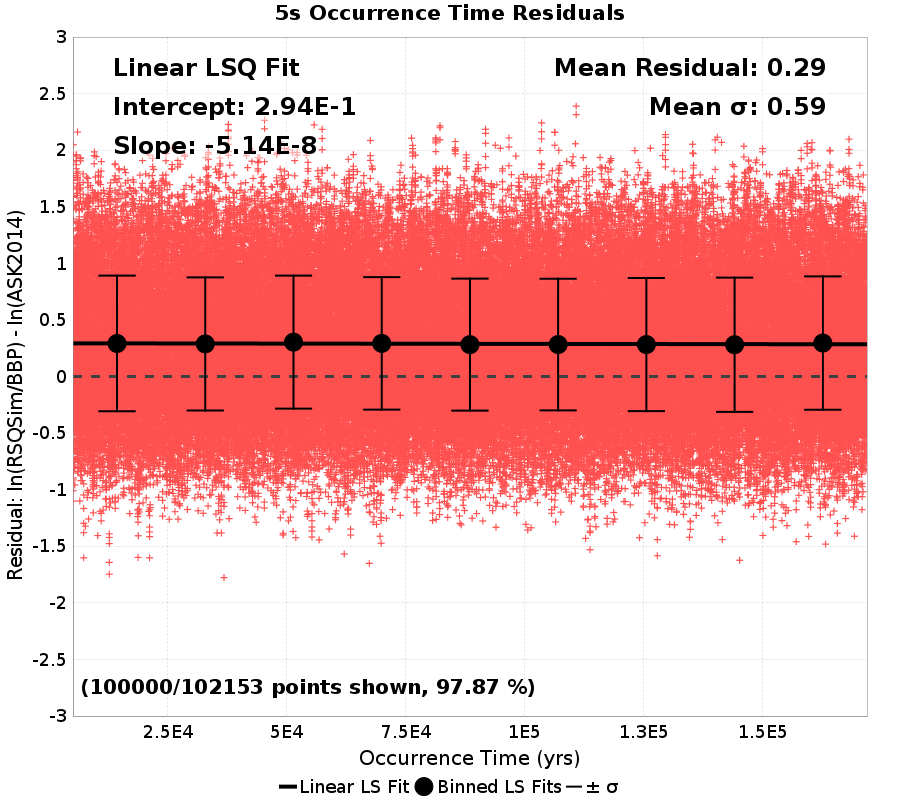 5s Occurrence Time Residuals
Linear LSQ Fit
Intercept: 2.94E-1
Slope: -5.14E-8
Mean Residual: 0.29
Mean σ: 0.59
3
2.5
2
1.5
1
0.5
0
-0.5
-1
-1.5
-2
-2.5
-3
Residual: ln(RSQSim/BBP) - ln(ASK2014)
(100000/102153 points shown, 97.87 %)
2.5E4 5E4 7.5E4 1E5 1.3E5 1.5E5
Occurrence Time (yrs)
Linear LS Fit Binned LS Fits ± σ